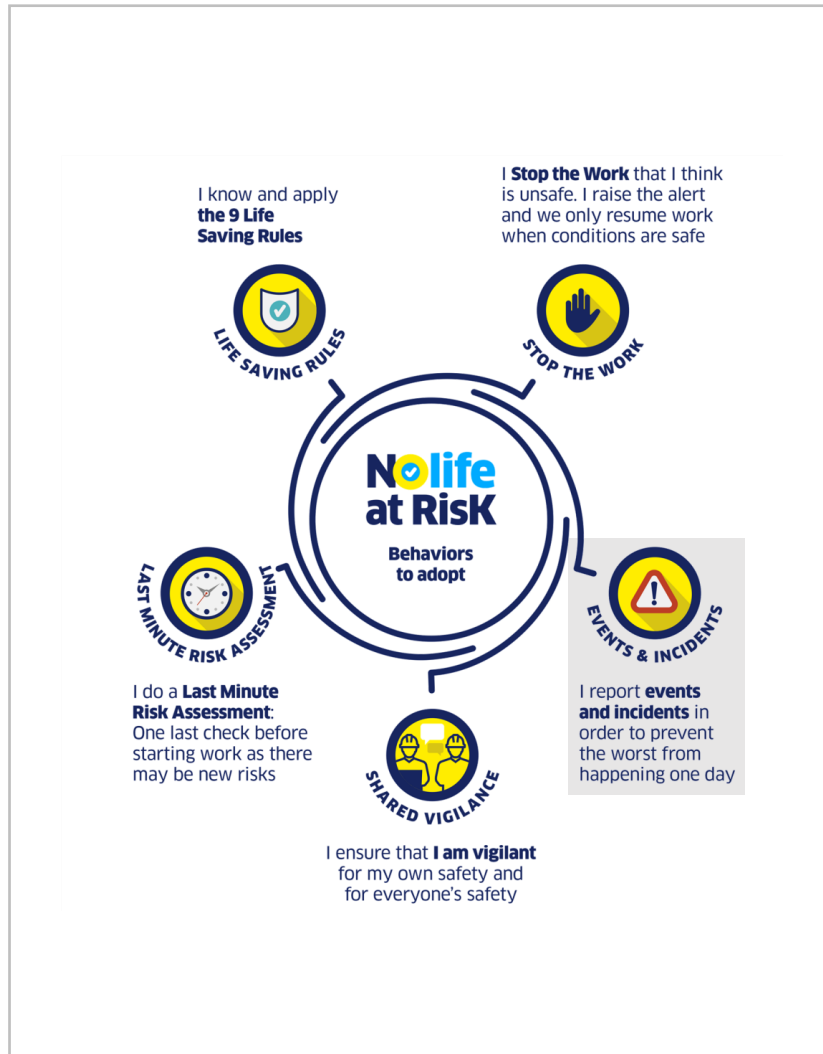 I know and apply
the 9 Life
Saving Rules
LIFE SAVING RULES
I Stop the Work that I think
is unsafe. I raise the alert
and we only resume work
when conditions are safe
STOP THE WORK
No life
at RisK
Behaviors
to adopt
LAST MINUTE RISK ASSESSMENT
I do a Last Minute
Risk Assessment:
One last check before
starting work as there
may be new risks
EVENTS & INCIDENTS
I report events
and incidents in
order to prevent
the worst from
happening one day
SHARED VIGILANCE
I ensure that I am vigilant
for my own safety and
for everyone's safety